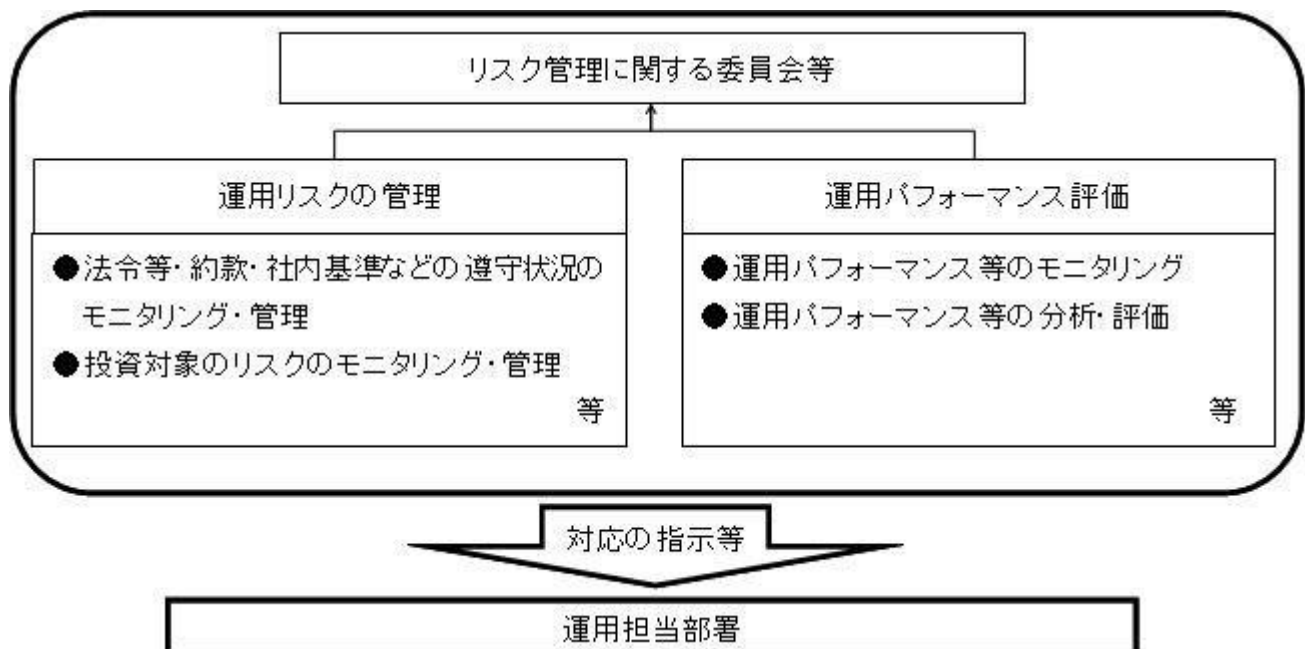 リスク管理に関する委員会等
運用リスクの管理
●法令等・約款・社内基準などの遵守状況の
モニタリング・管理
●投資対象のリスクのモニタリング・管理
等
運用パフォーマンス評価
●運用パフォーマンス等のモニタリング
●運用パフォーマンス等の分析・評価
等
対応の指示等
運用担当部署